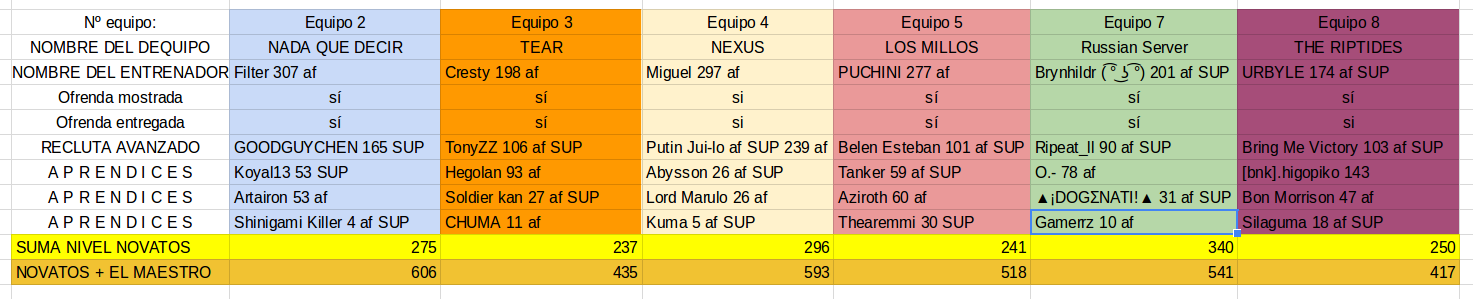 Nº equipo: Equipo 2 Equipo 3 Equipo 4 Equipo 5 Equipo 7 Equipo 8
NOMBRE DEL DEQUIPO NADA QUE DECIR TEAR NEXUS LOS MILLOS Russian Server THE RIPTIDES
NOMBRE DEL ENTRENADOR Filter 307 af Cresty 198 af Miguel 297 af PUCHINI 277 af Brynhildr ( ͡° ͜ʖ ͡°) 201 af SUP URBYLE 174 af SUP
Ofrenda mostrada sí sí si sí sí sí
Ofrenda entregada sí sí si sí sí si
RECLUTA AVANZADO GOODGUYCHEN 165 SUP TonyZZ 106 af SUP Putin Jui-lo af SUP 239 af Belen Esteban 101 af SUP Ripeat_ll 90 af SUP Bring Me Victory 103 af SUP
A P R E N D I C E S Koyal13 53 SUP Hegolan 93 af Abysson 26 af SUP Tanker 59 af SUP O.- 78 af [bnk].higopiko 143
A P R E N D I C E S Artairon 53 af Soldier kan 27 af SUP Lord Marulo 26 af Aziroth 60 af ▲¡DOGΣNATI!▲ 31 af SUP Bon Morrison 47 af
A P R E N D I C E S Shinigami Killer 4 af SUP CHUMA 11 af Kuma 5 af SUP Thearemmi 30 SUP Gamerrz 10 af Silaguma 18 af SUP
SUMA NIVEL NOVATOS 275 237 296 241 340 250
NOVATOS + EL MAESTRO 606 435 593 518 541 417